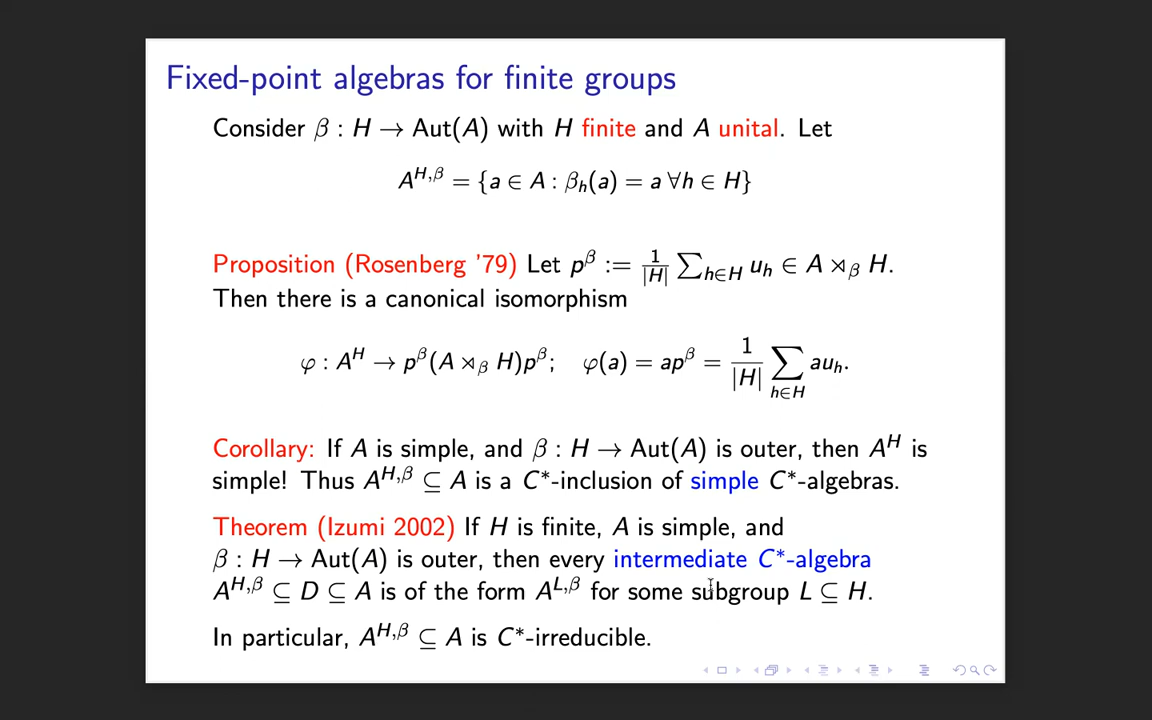 Fixed-point algebras for finite groups
Consider β : H → Aut(A) with H finite and A unital. Let
A^{H,β} = {a ∈ A : β_h(a) = a ∀h ∈ H}
Proposition (Rosenberg '79) Let p^β := \frac{1}{|H|} ∑_{h∈H} u_h ∈ A ⋊_β H.
Then there is a canonical isomorphism
φ : A^H → p^β(A ⋊_β H)p^β; φ(a) = ap^β = \frac{1}{|H|} ∑_{h∈H} au_h.
Corollary: If A is simple, and β : H → Aut(A) is outer, then A^H is
simple! Thus A^{H,β} ⊆ A is a C*-inclusion of simple C*-algebras.
Theorem (Izumi 2002) If H is finite, A is simple, and
β : H → Aut(A) is outer, then every intermediate C*-algebra
A^{H,β} ⊆ D ⊆ A is of the form A^{L,β} for some subgroup L ⊆ H.
In particular, A^{H,β} ⊆ A is C*-irreducible.